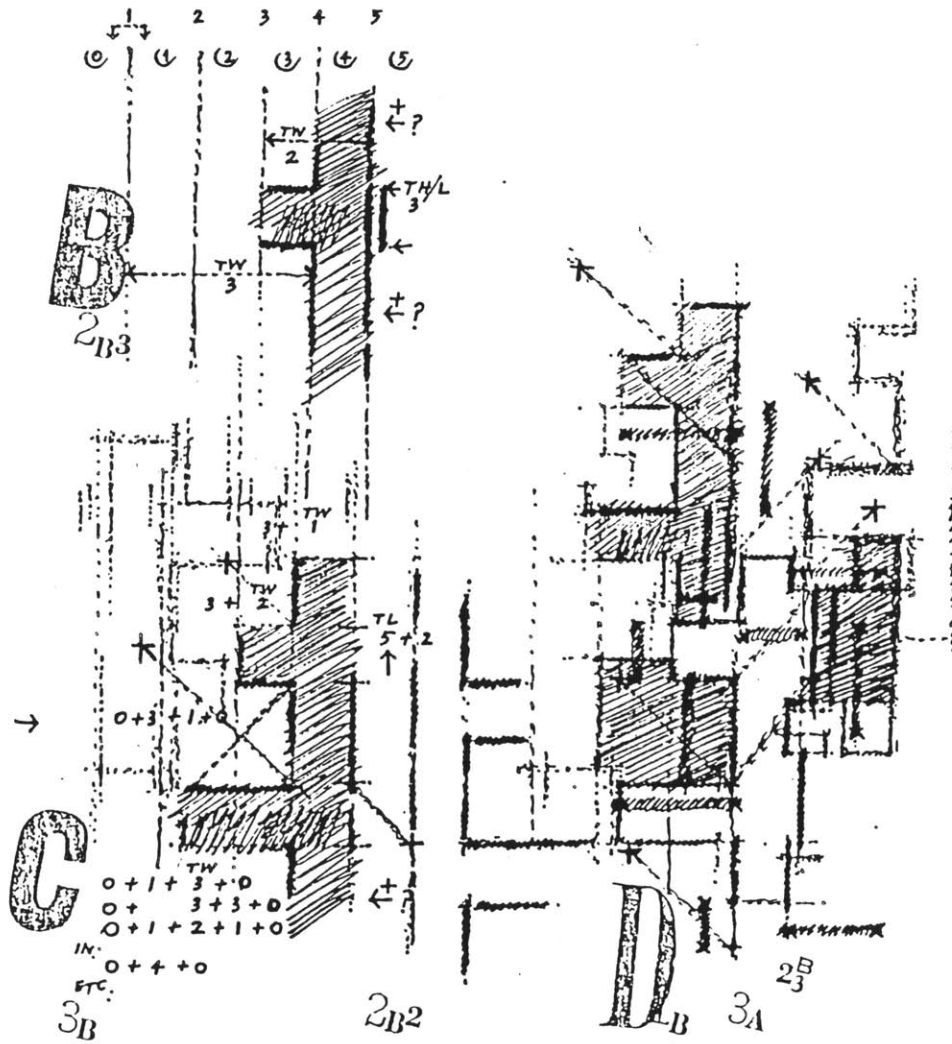 1 2 3 4 5
0 1 2 3 4 5
+
← ?
TW
2
TH/L
3
B
TW
3
+
← ?
2B3
3+ TW
1
TW
3+ 2
TL
5+2
↑
→
0+3+1+0
C
TW
0+1+3+0
0+ 3+3+0
0+1+2+1+0
IN:
0+4+0
ETC:
+
← ?
3B
2B2
D
B
3A
2 B 3